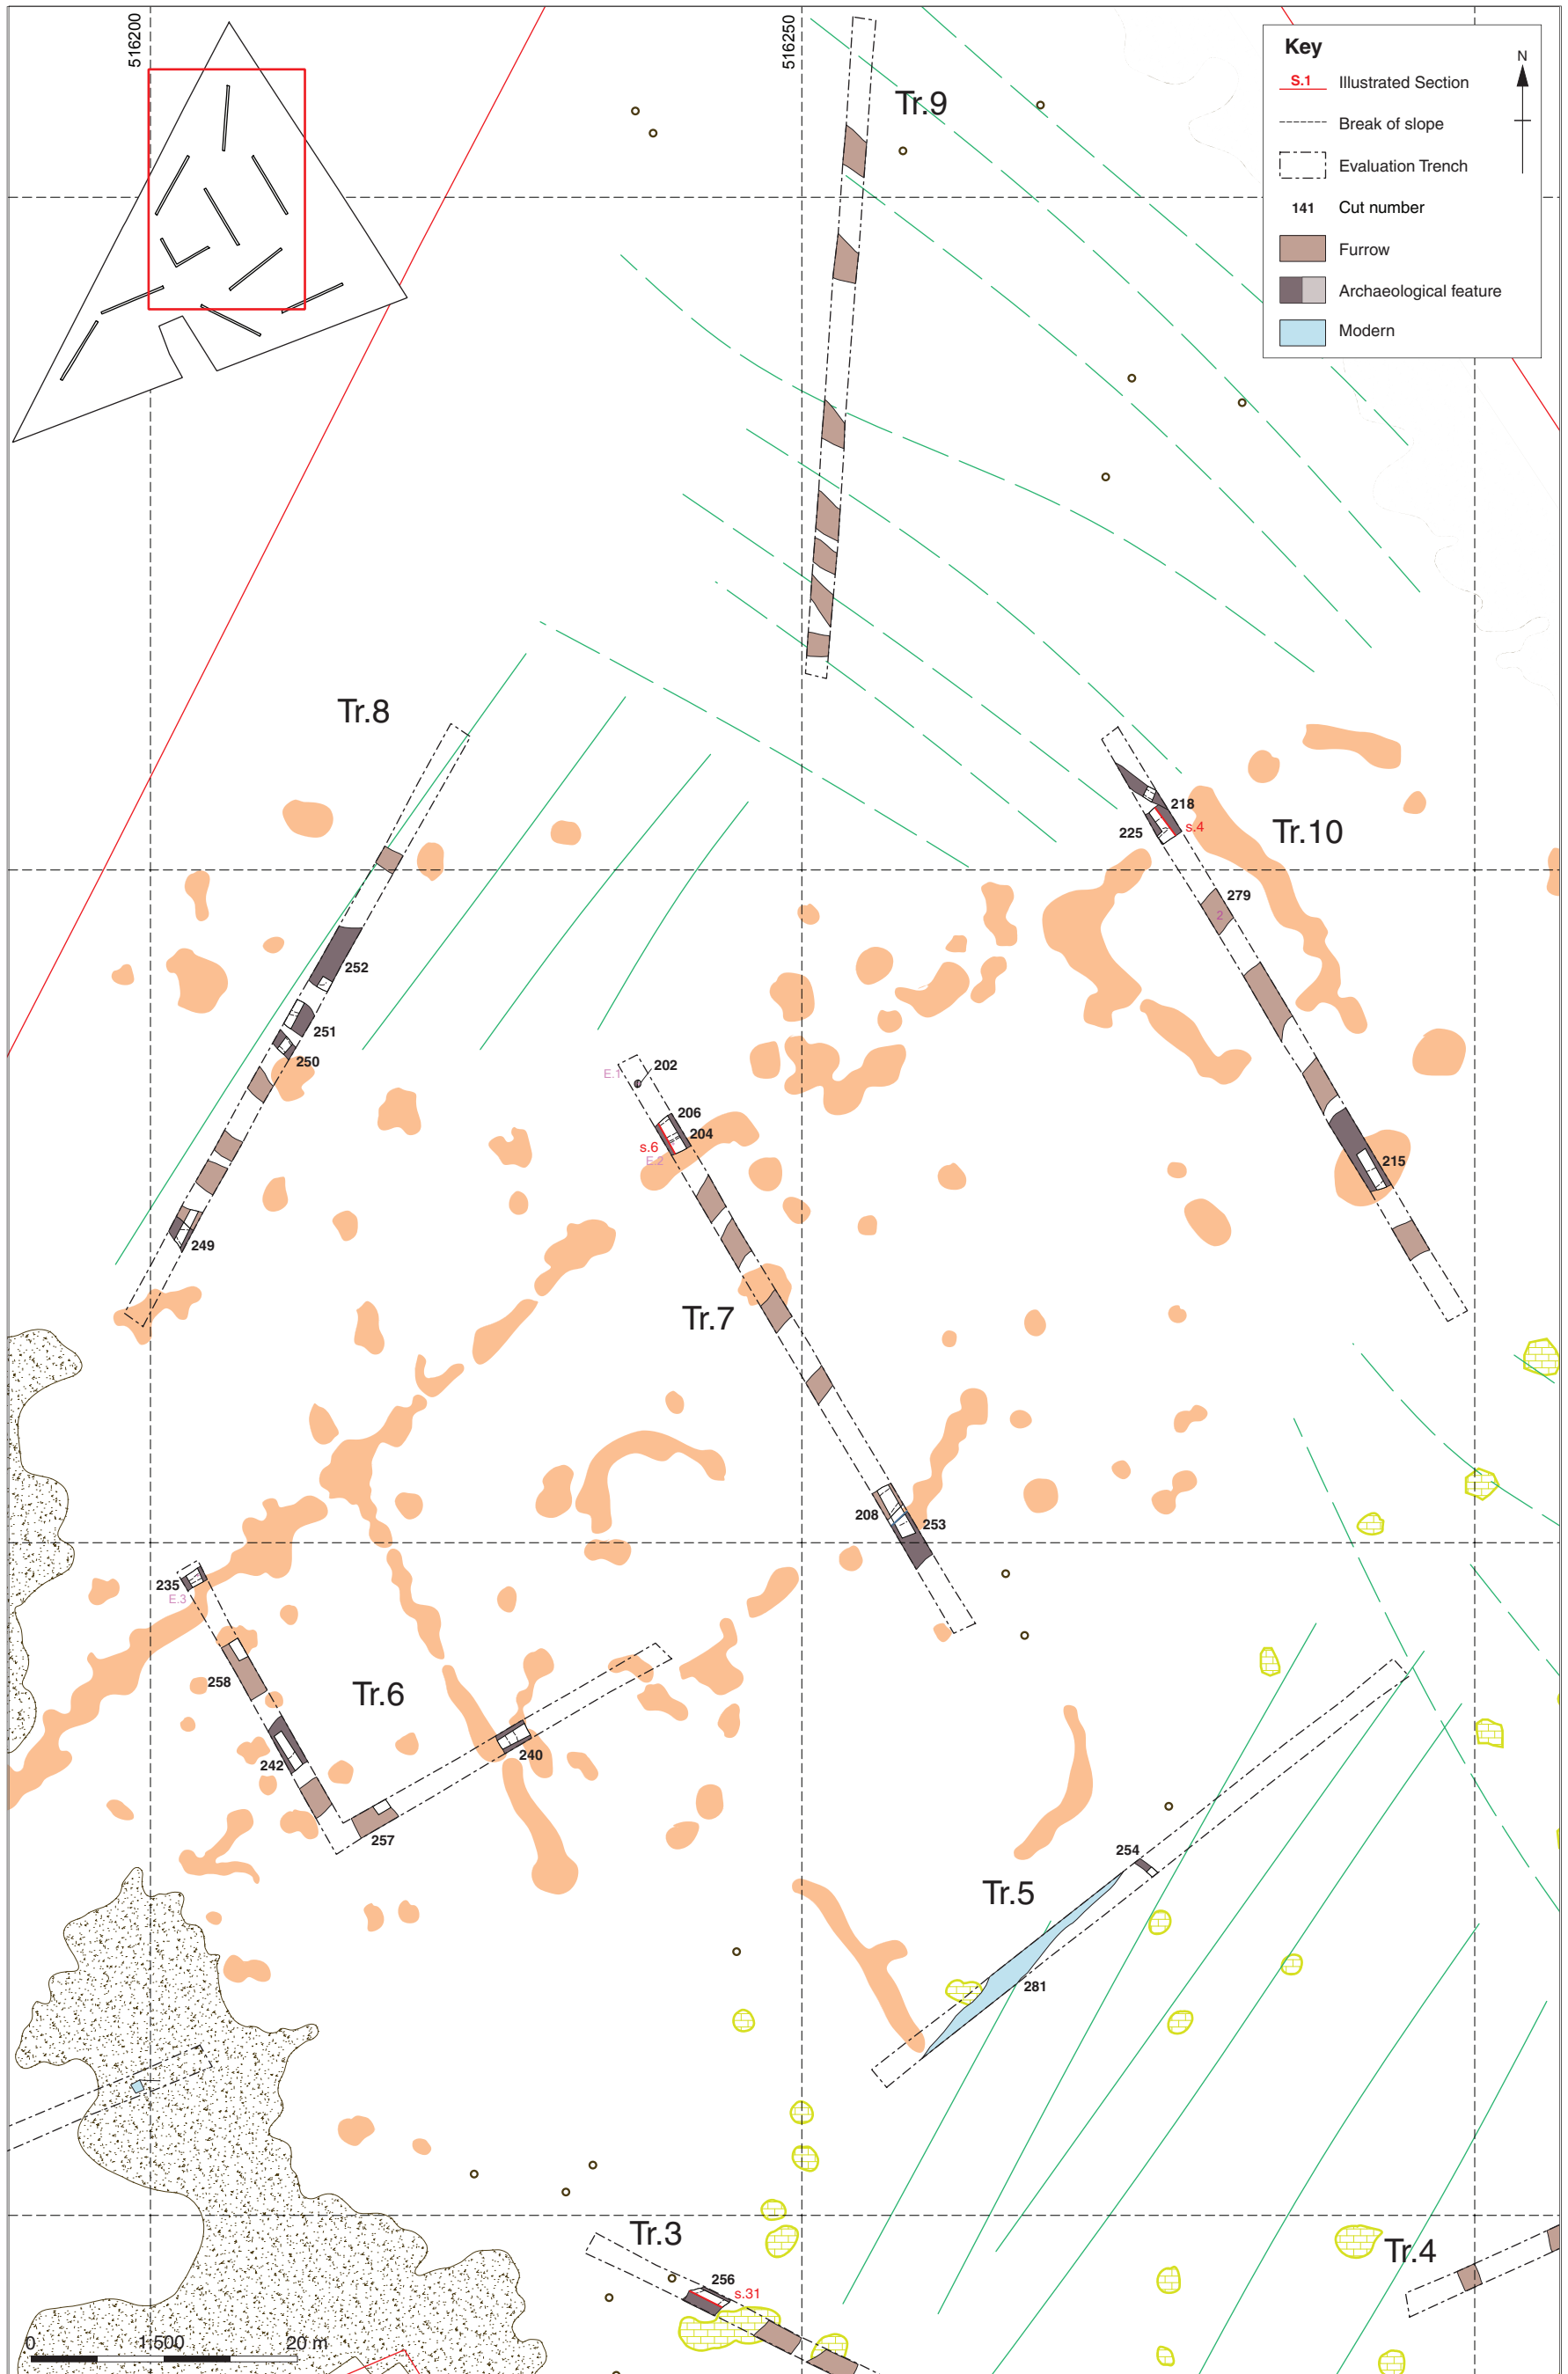 516200
516250
Key
N
S.1 Illustrated Section
Break of slope
Evaluation Trench
141 Cut number
Furrow
Archaeological feature
Modern
Tr.9
Tr.8
218
225
s.4
Tr.10
279
2
252
251
250
E.1
202
206
204
s.6
E.2
215
249
Tr.7
208
253
235
E.3
258
Tr.6
242
240
257
254
Tr.5
281
Tr.3
Tr.4
256
s.31
0 1:500 20 m